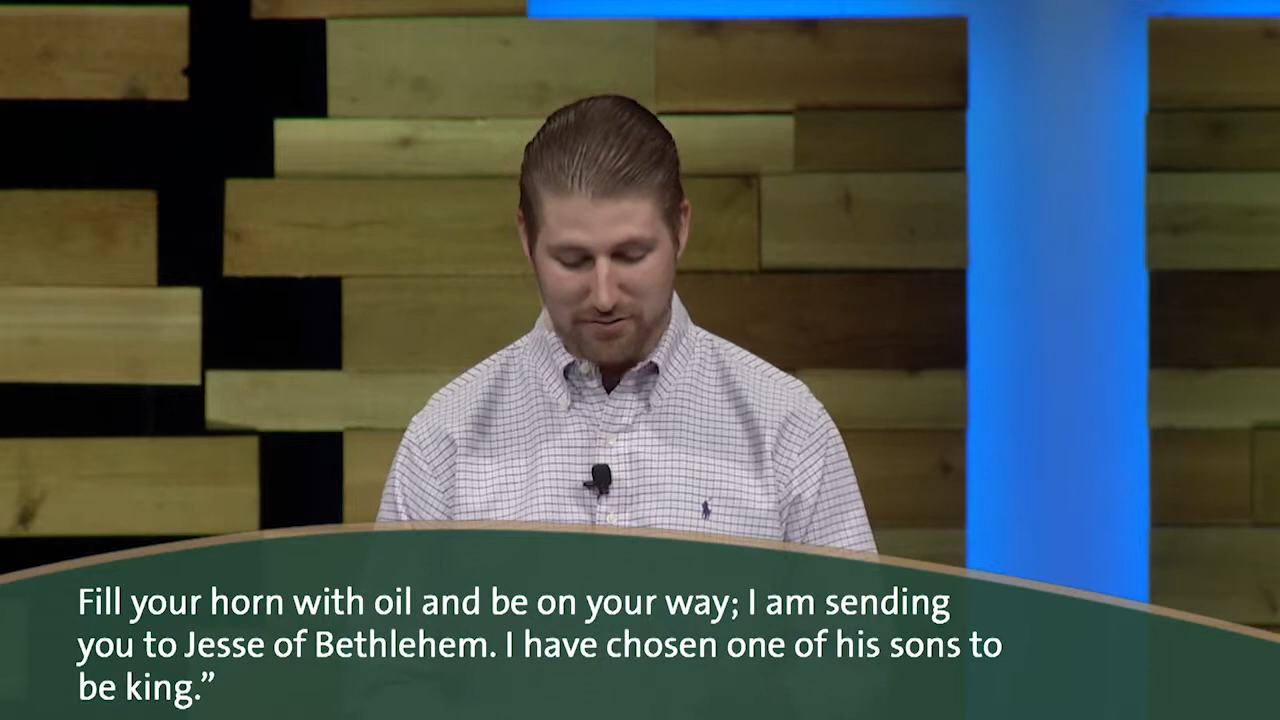 Fill your horn with oil and be on your way; I am sending
you to Jesse of Bethlehem. I have chosen one of his sons to
be king.”